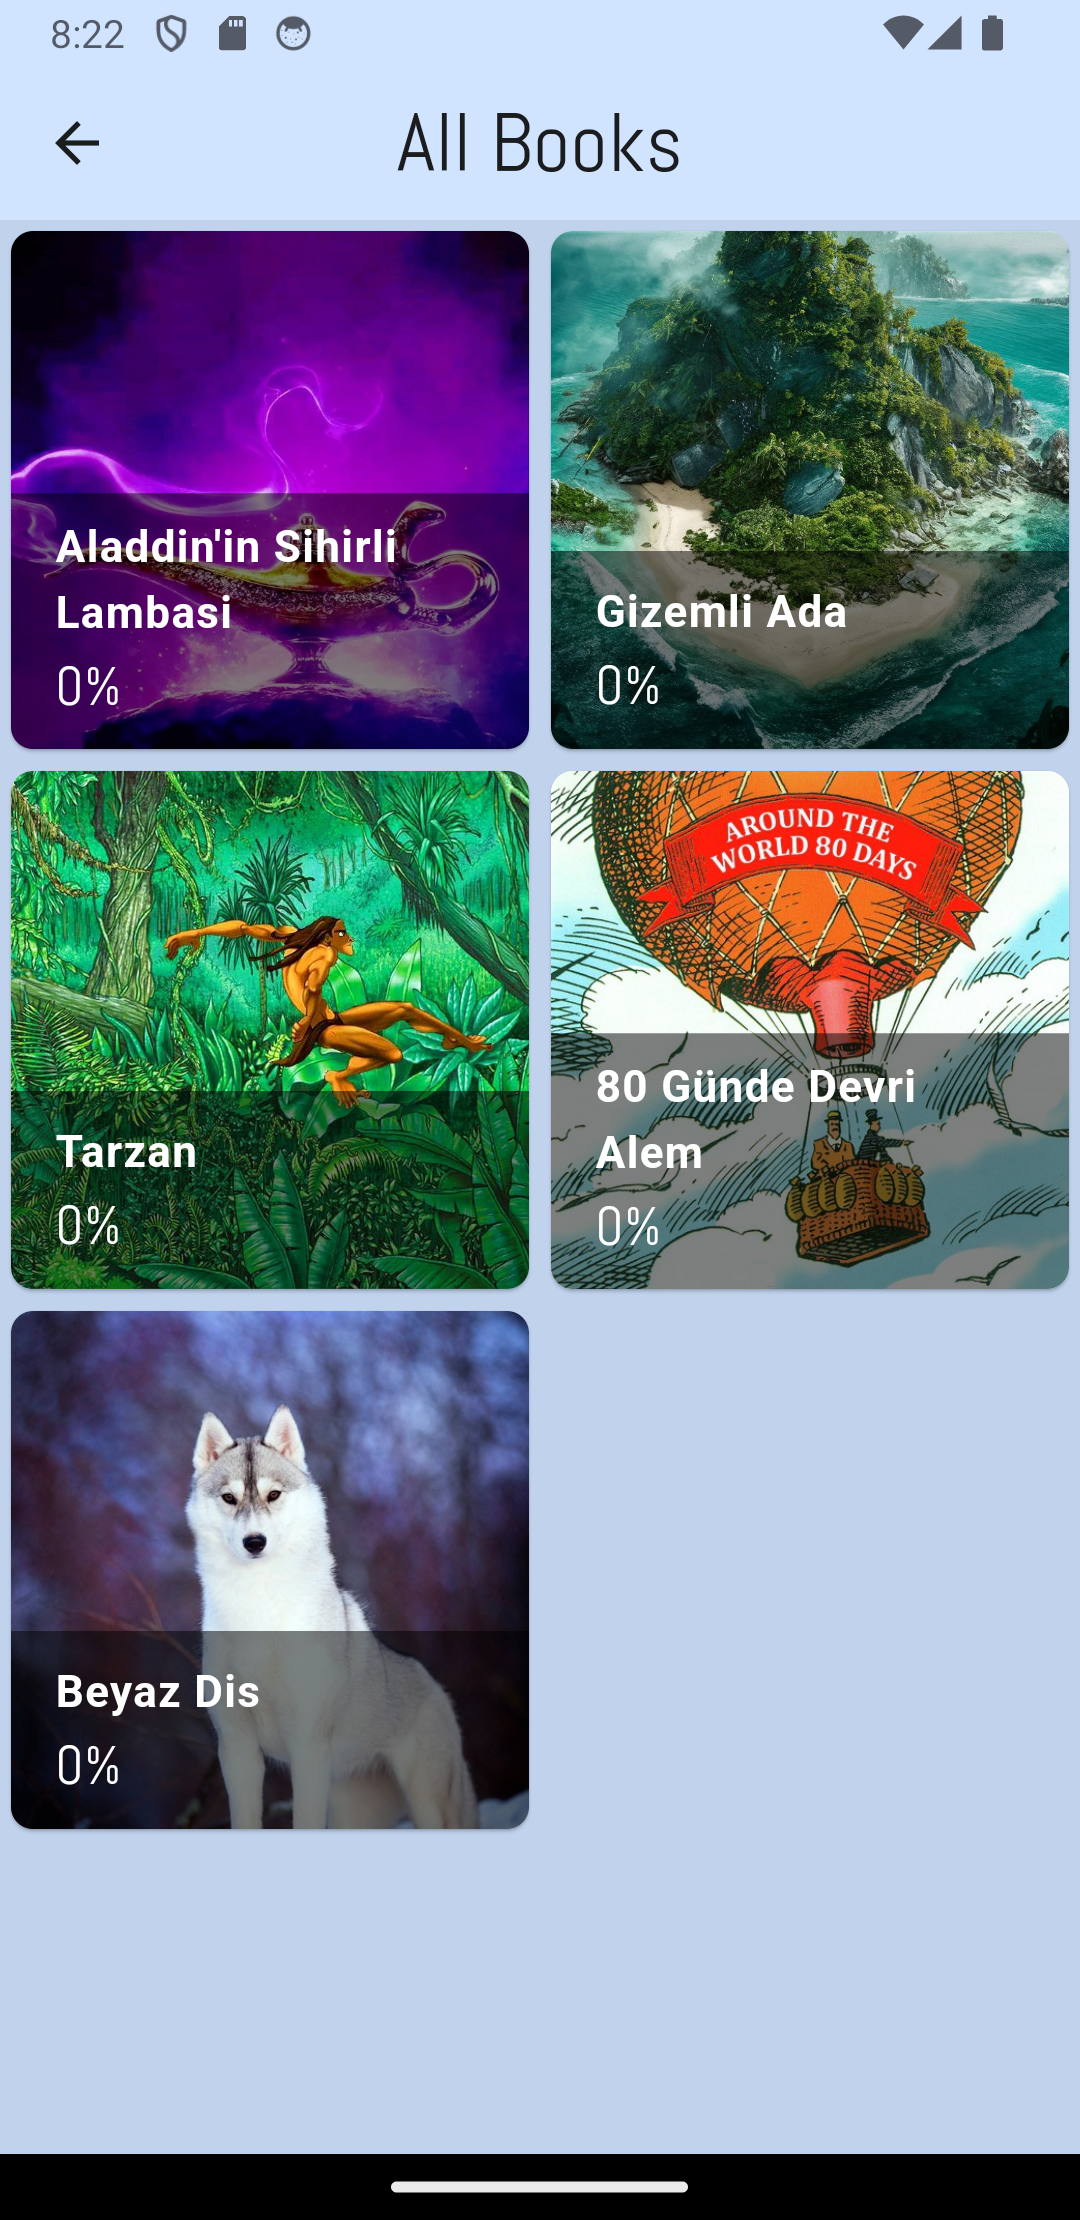 8:22
All Books
Aladdin'in Sihirli
Lambasi
0%
Gizemli Ada
0%
Tarzan
0%
AROUND THE
WORLD 80 DAYS
80 Günde Devri
Alem
0%
Beyaz Dis
0%